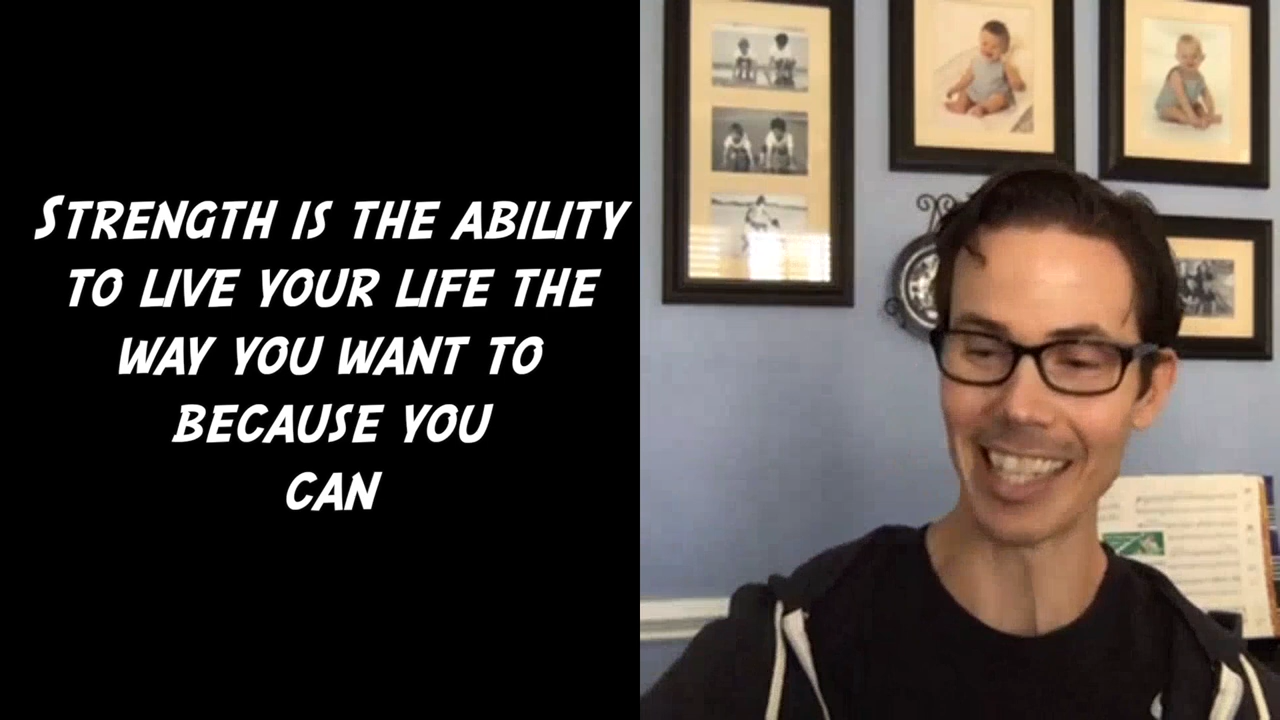 STRENGTH IS THE ABILITY
TO LIVE YOUR LIFE THE
WAY YOU WANT TO
BECAUSE YOU
CAN